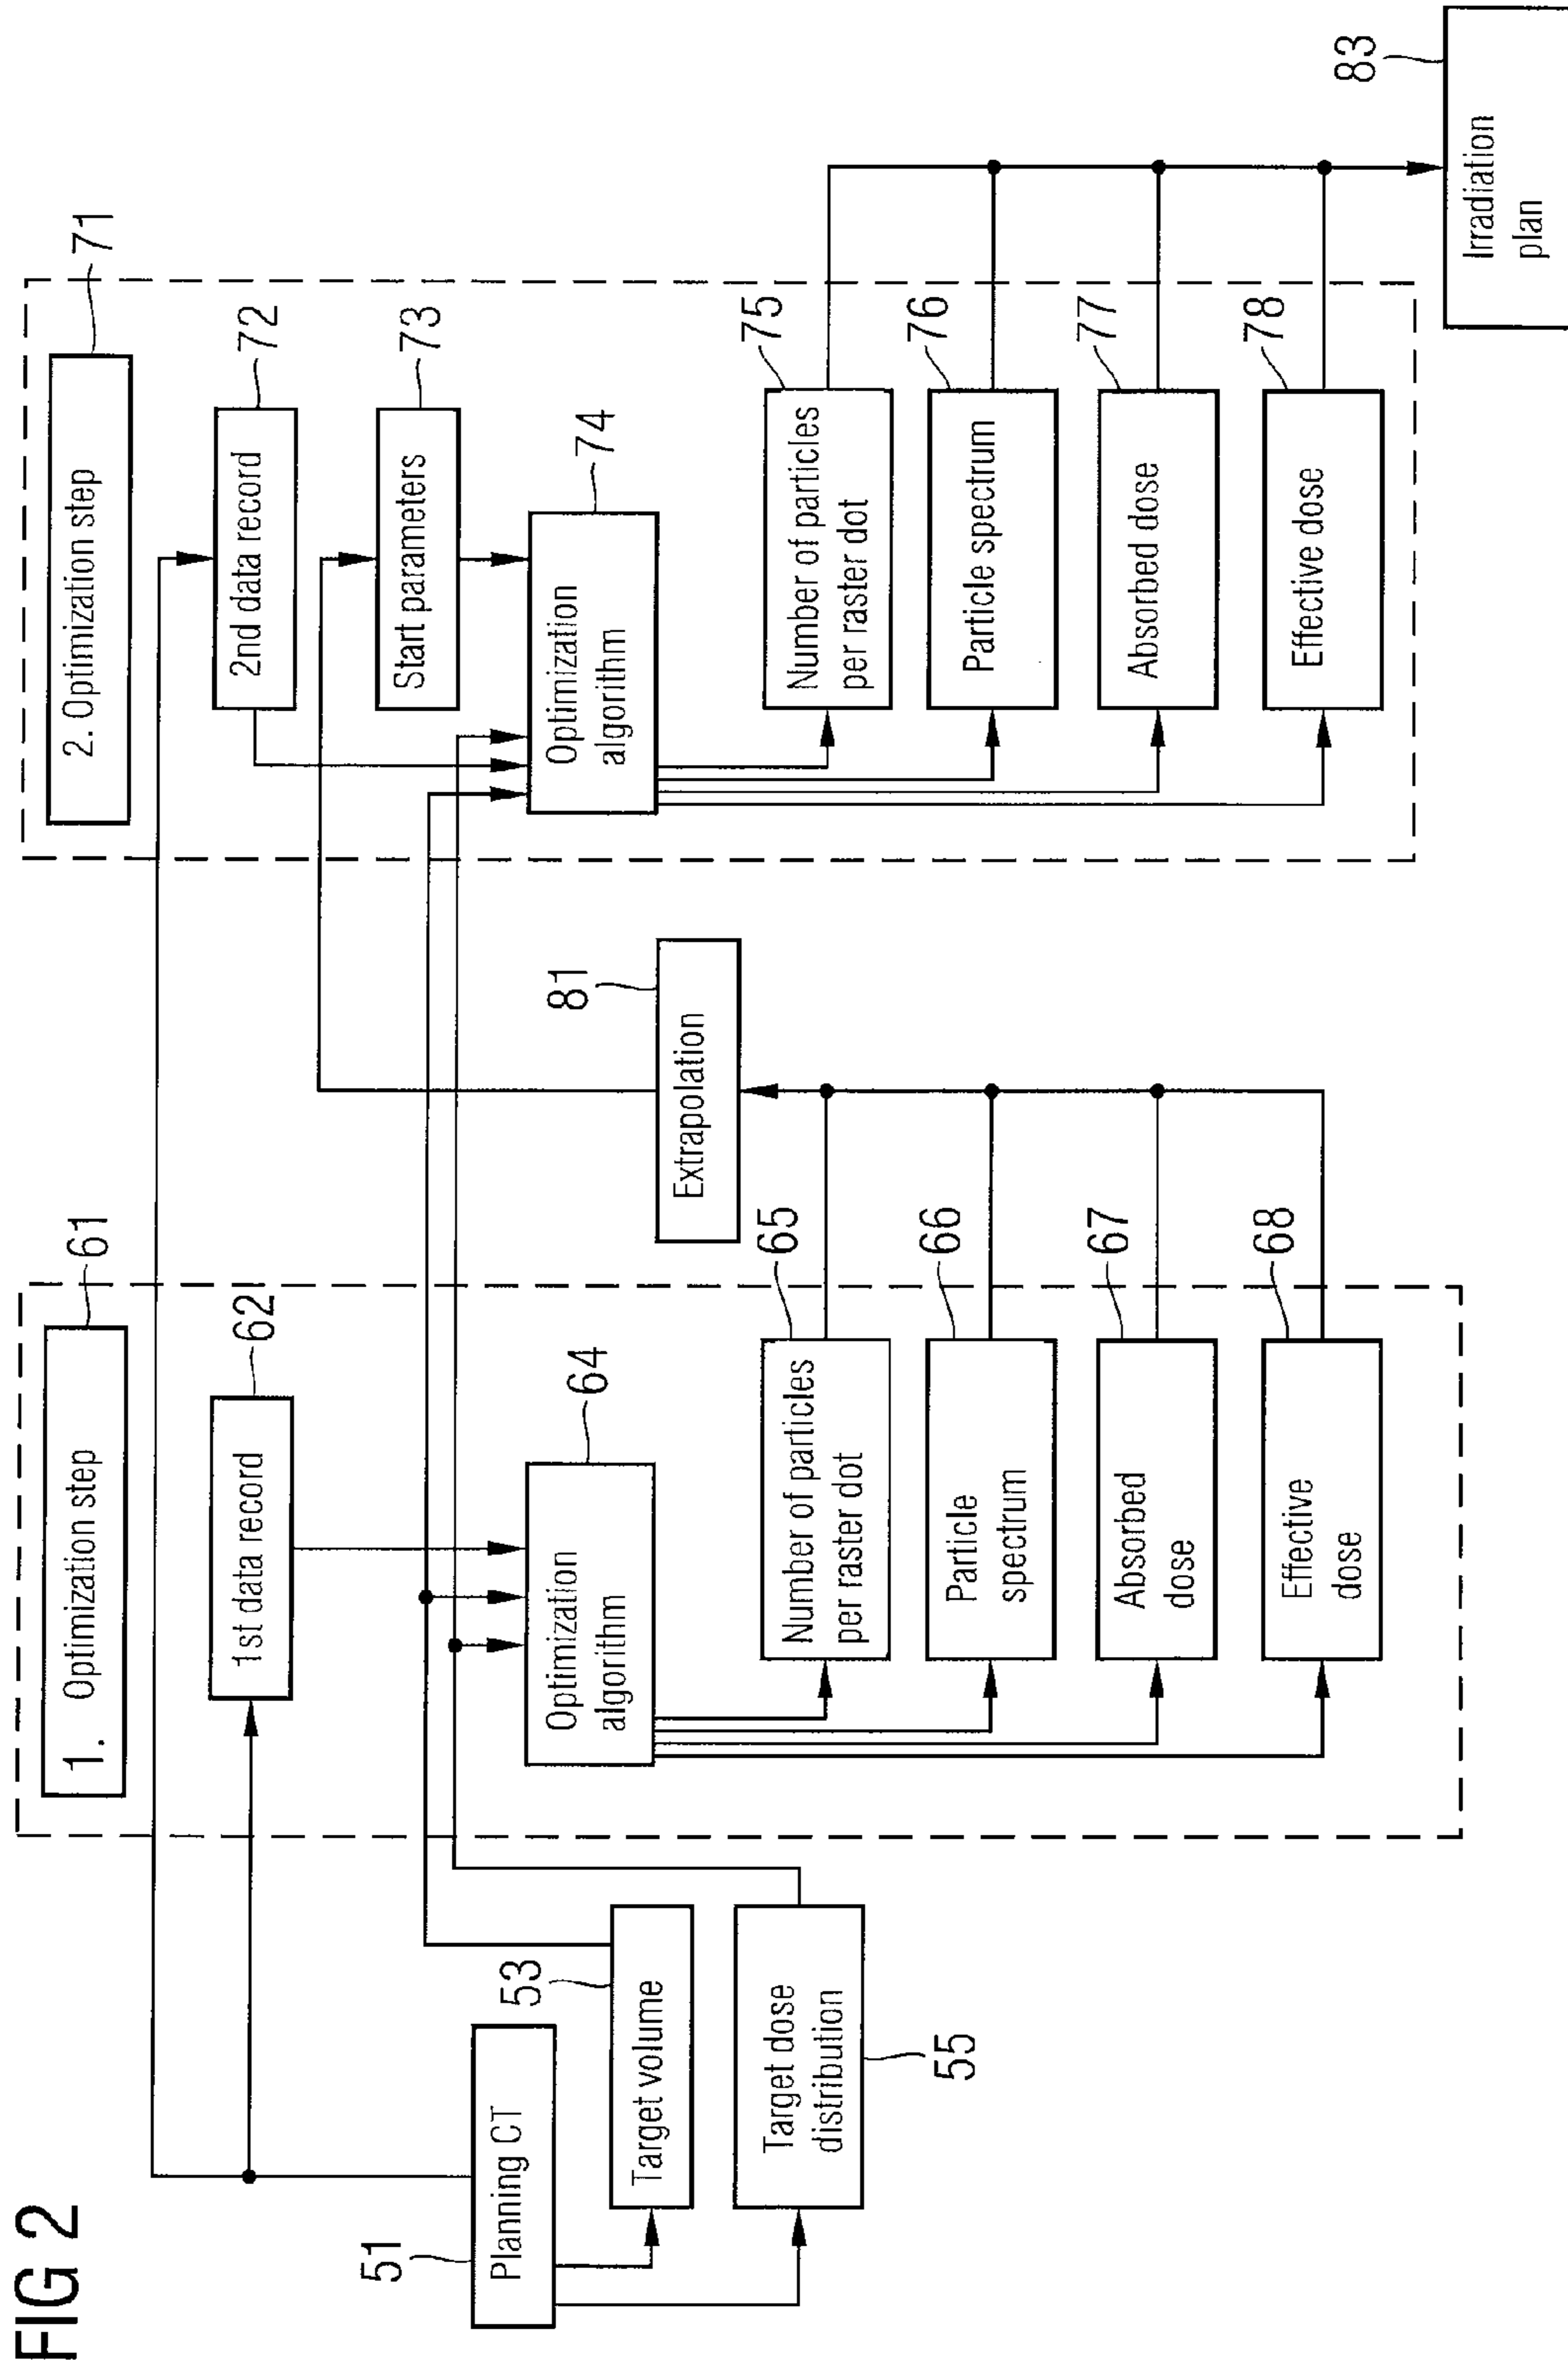 FIG 2
51
Planning CT
53
Target volume
Target dose
distribution
55
1. Optimization step
61
1st data record
62
Optimization
algorithm
64
Number of particles
per raster dot
65
Particle
spectrum
66
Absorbed
dose
67
Effective
dose
68
Extrapolation
81
2. Optimization step
71
2nd data record
72
Start parameters
73
Optimization
algorithm
74
Number of particles
per raster dot
75
Particle spectrum
76
Absorbed dose
77
Effective dose
78
Irradiation
plan
83